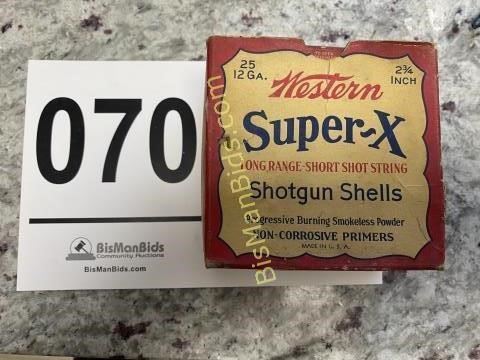 070
BisManBids
Community Auctions
BisManBids.com
25
12 GA.
2¾
INCH
Western
Super-X
LONG RANGE-SHORT SHOT STRING
Shotgun Shells
Progressive Burning Smokeless Powder
NON-CORROSIVE PRIMERS
MADE IN U. S. A.
BisManBids.com